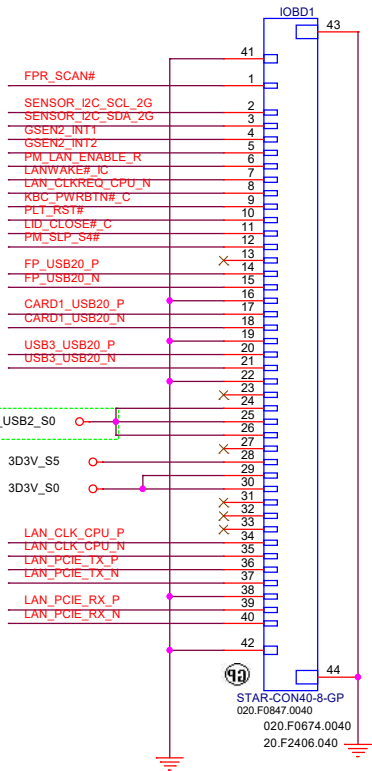 IOBD1
43
41
FPR_SCAN#
1
SENSOR_I2C_SCL_2G
2
SENSOR_I2C_SDA_2G
3
GSEN2_INT1
4
GSEN2_INT2
5
PM_LAN_ENABLE_R
6
LANWAKE#_IC
7
LAN_CLKREQ_CPU_N
8
KBC_PWRBTN#_C
9
PLT_RST#
10
LID_CLOSE#_C
11
PM_SLP_S4#
12
13
FP_USB20_P
14
FP_USB20_N
15
16
CARD1_USB20_P
17
CARD1_USB20_N
18
19
USB3_USB20_P
20
USB3_USB20_N
21
22
23
24
_USB2_S0
25
26
27
3D3V_S5
28
29
3D3V_S0
30
31
32
33
LAN_CLK_CPU_P
34
LAN_CLK_CPU_N
35
LAN_PCIE_TX_P
36
LAN_PCIE_TX_N
37
38
LAN_PCIE_RX_P
39
LAN_PCIE_RX_N
40
42
44
GP
STAR-CON40-8-GP
020.F0847.0040
020.F0674.0040
20.F2406.040